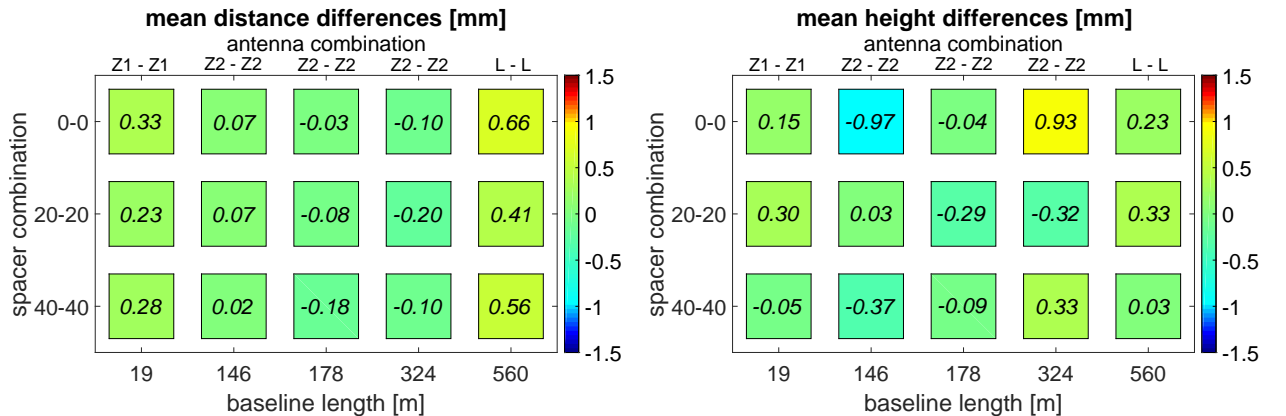 mean distance differences [mm]
antenna combination
Z1 - Z1 Z2 - Z2 Z2 - Z2 Z2 - Z2 L - L
spacer combination
0-0 0.33 0.07 -0.03 -0.10 0.66
20-20 0.23 0.07 -0.08 -0.20 0.41
40-40 0.28 0.02 -0.18 -0.10 0.56
19 146 178 324 560
baseline length [m]
1.5
1
0.5
0
-0.5
-1
-1.5
mean height differences [mm]
antenna combination
Z1 - Z1 Z2 - Z2 Z2 - Z2 Z2 - Z2 L - L
spacer combination
0-0 0.15 -0.97 -0.04 0.93 0.23
20-20 0.30 0.03 -0.29 -0.32 0.33
40-40 -0.05 -0.37 -0.09 0.33 0.03
19 146 178 324 560
baseline length [m]
1.5
1
0.5
0
-0.5
-1
-1.5